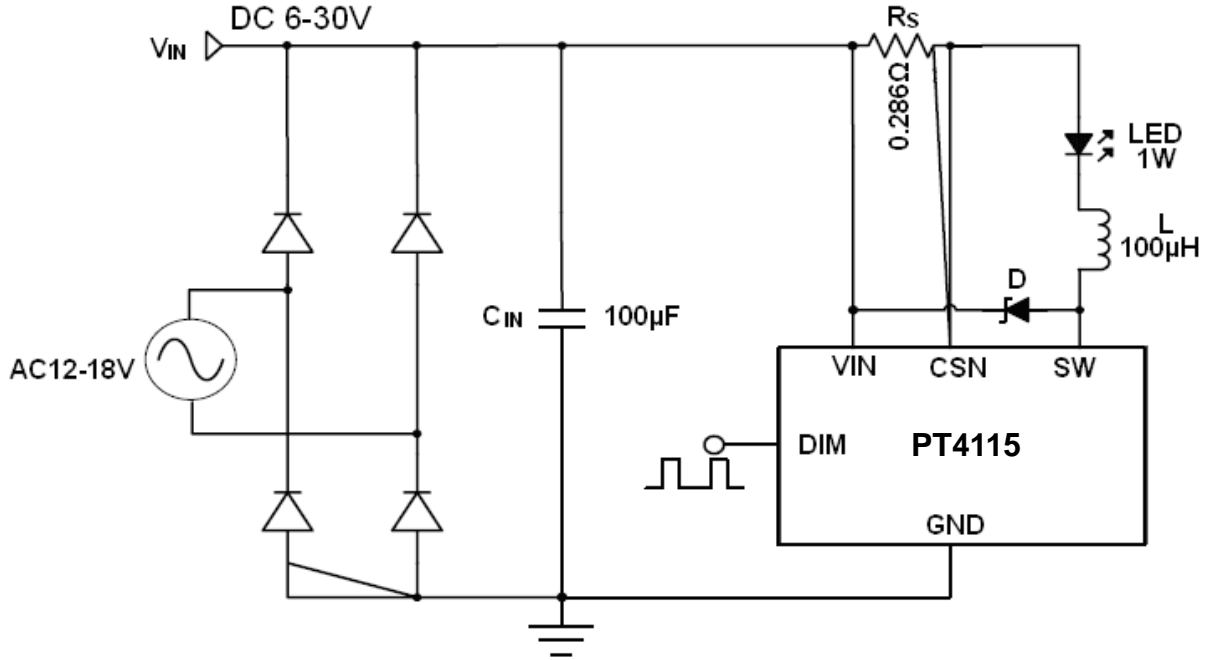 DC 6-30V
VIN
RS
0.286Ω
LED
1W
L
100µH
D
CIN
100µF
AC12-18V
VIN
CSN
SW
DIM
PT4115
GND